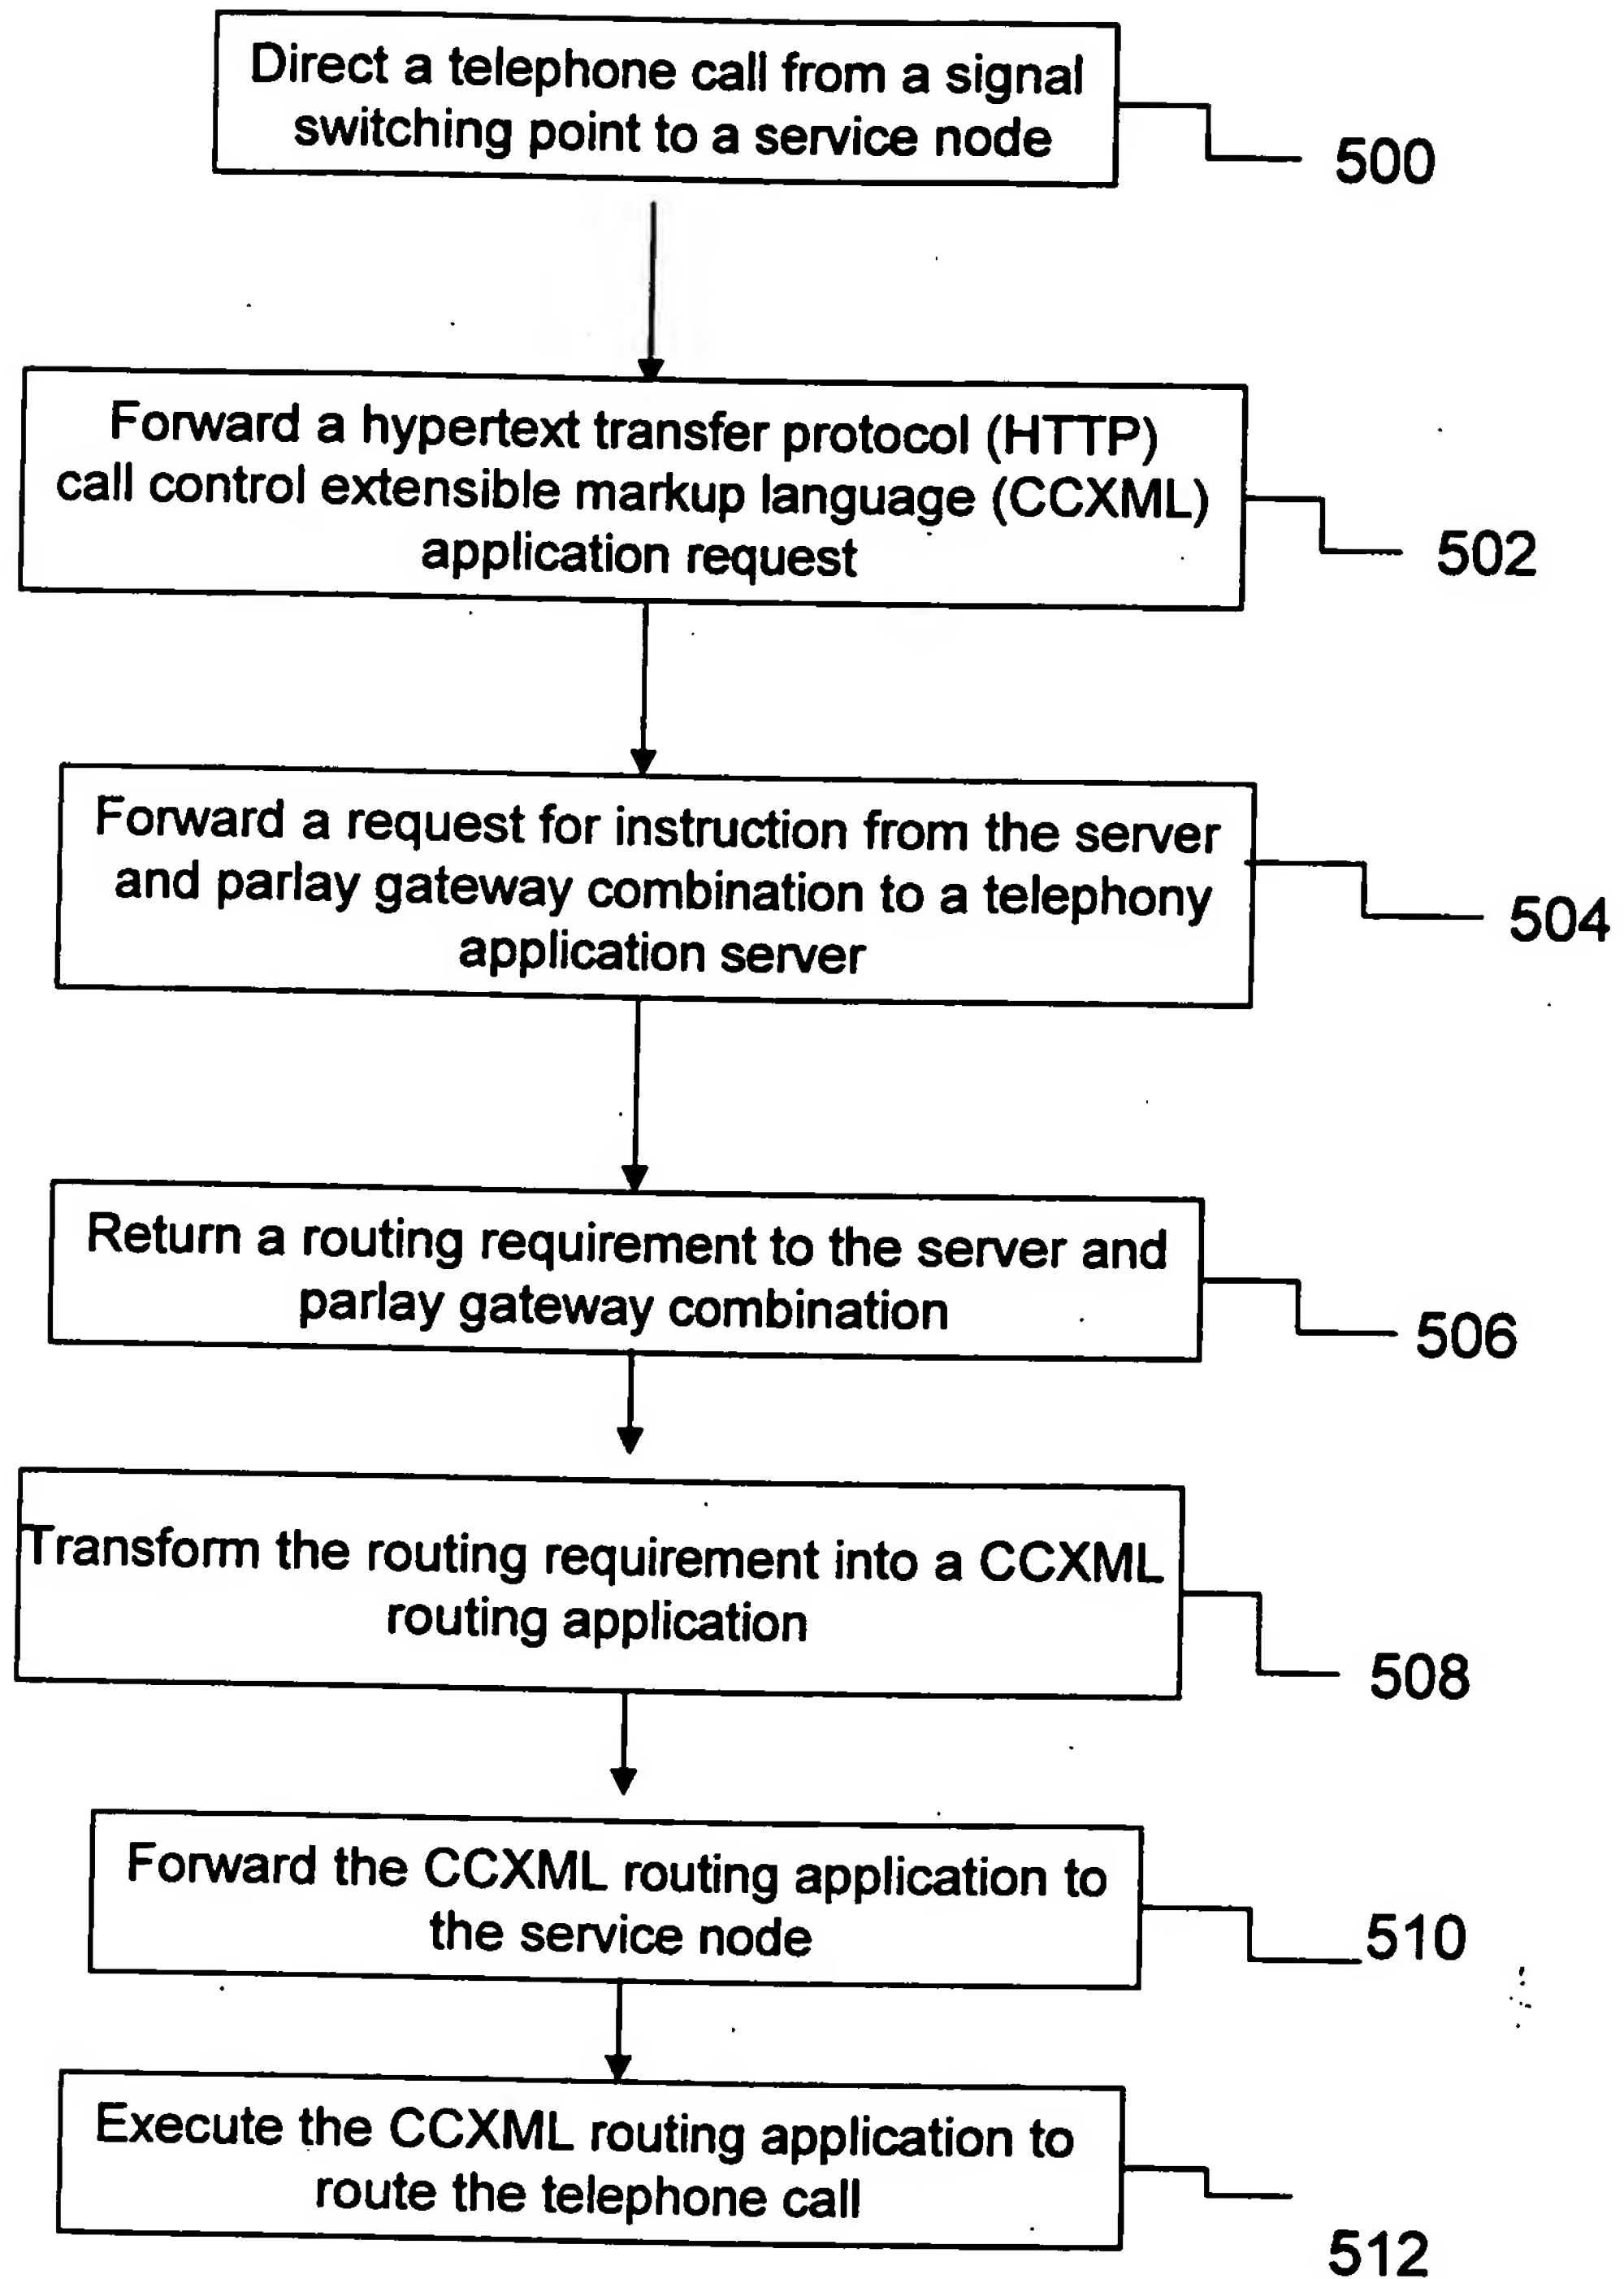 Direct a telephone call from a signal
switching point to a service node
500
Forward a hypertext transfer protocol (HTTP)
call control extensible markup language (CCXML)
application request
502
Forward a request for instruction from the server
and parlay gateway combination to a telephony
application server
504
Return a routing requirement to the server and
parlay gateway combination
506
Transform the routing requirement into a CCXML
routing application
508
Forward the CCXML routing application to
the service node
510
Execute the CCXML routing application to
route the telephone call
512